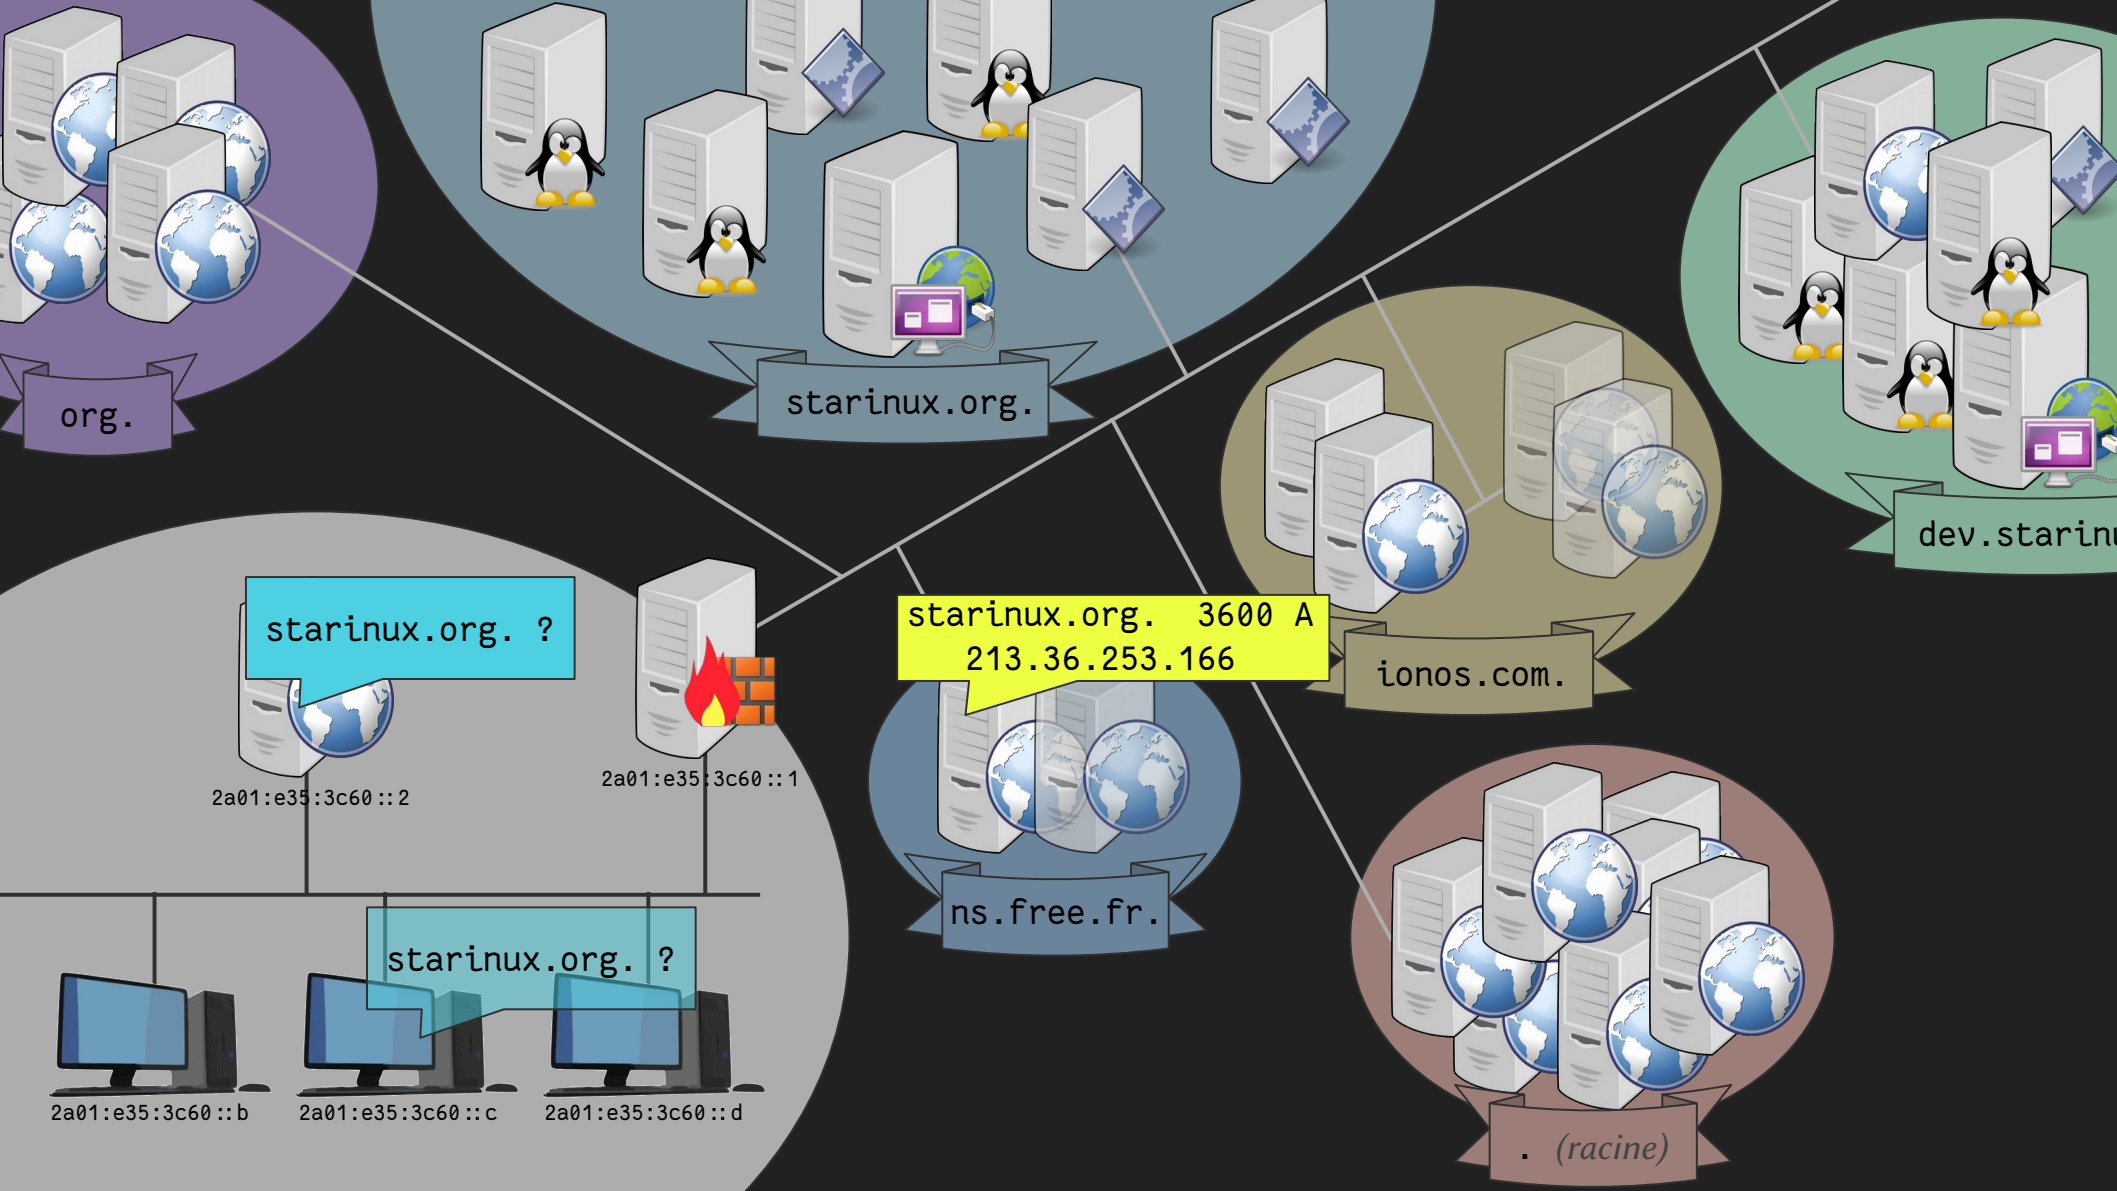 org.
starinux.org.
dev.starinu
starinux.org. ?
starinux.org.  3600 A
213.36.253.166
ionos.com.
2a01:e35:3c60::1
2a01:e35:3c60::2
ns.free.fr.
starinux.org. ?
2a01:e35:3c60::b
2a01:e35:3c60::c
2a01:e35:3c60::d
. (racine)